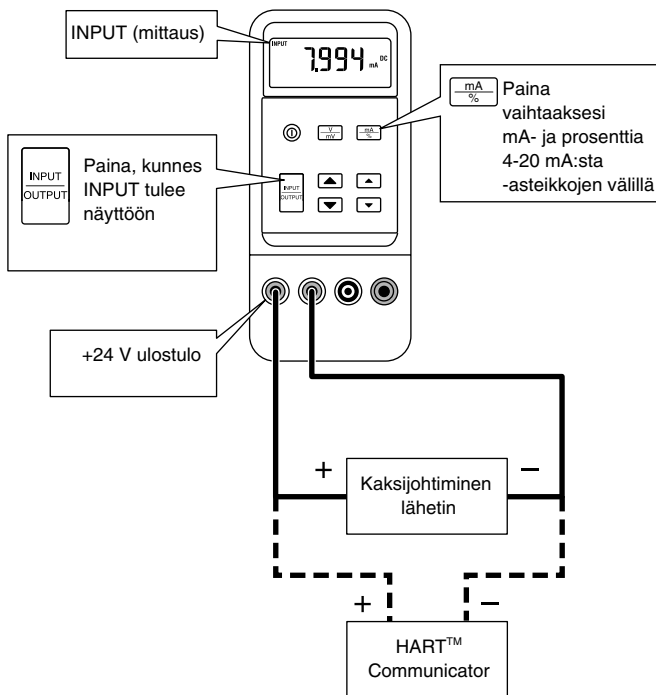 INPUT (mittaus)
INPUT
7.994 mA DC
mA
%
Paina
vaihtaaksesi
mA- ja prosenttia
4-20 mA:sta
-asteikkojen välillä
V
mV
mA
%
INPUT
OUTPUT
Paina, kunnes
INPUT tulee
näyttöön
INPUT
OUTPUT
+24 V ulostulo
+
–
Kaksijohtiminen
lähetin
+
–
HART™
Communicator